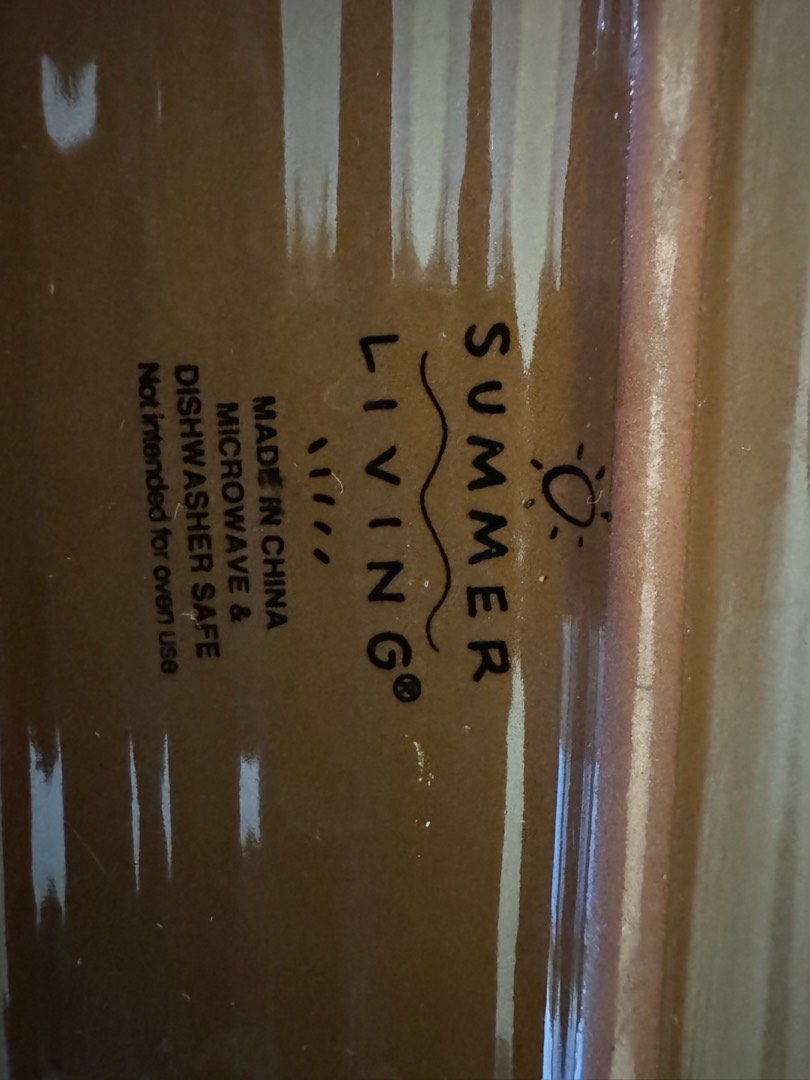 SUMMER
LIVING®
MADE IN CHINA
MICROWAVE &
DISHWASHER SAFE
Not intended for oven use